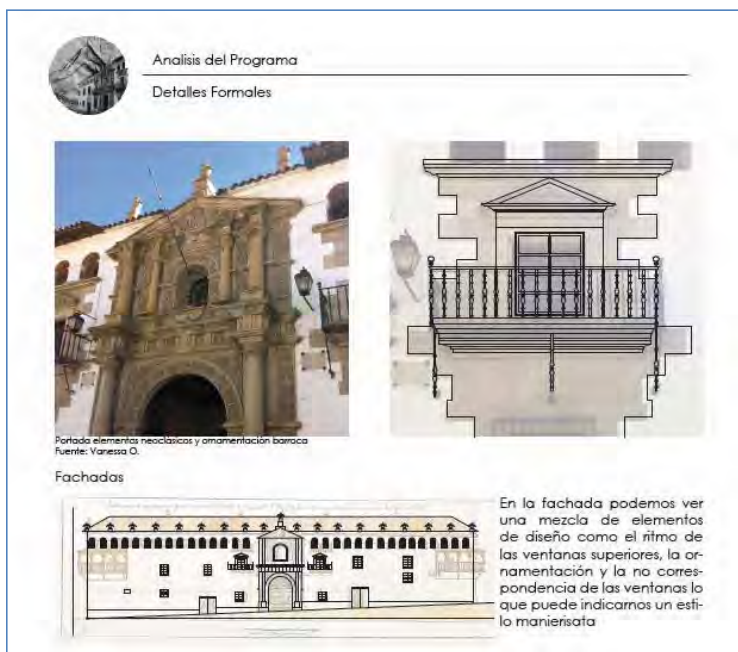 Analisis del Programa
Detalles Formales
Portada elementos neoclásicos y ornamentación barroca
Fuente: Vanessa O.
Fachadas
En la fachada podemos ver
una mezcla de elementos
de diseño como el ritmo de
las ventanas superiores, la or-
namentación y la no corres-
pondencia de las ventanas lo
que puede indicarnos un esti-
lo manierisata